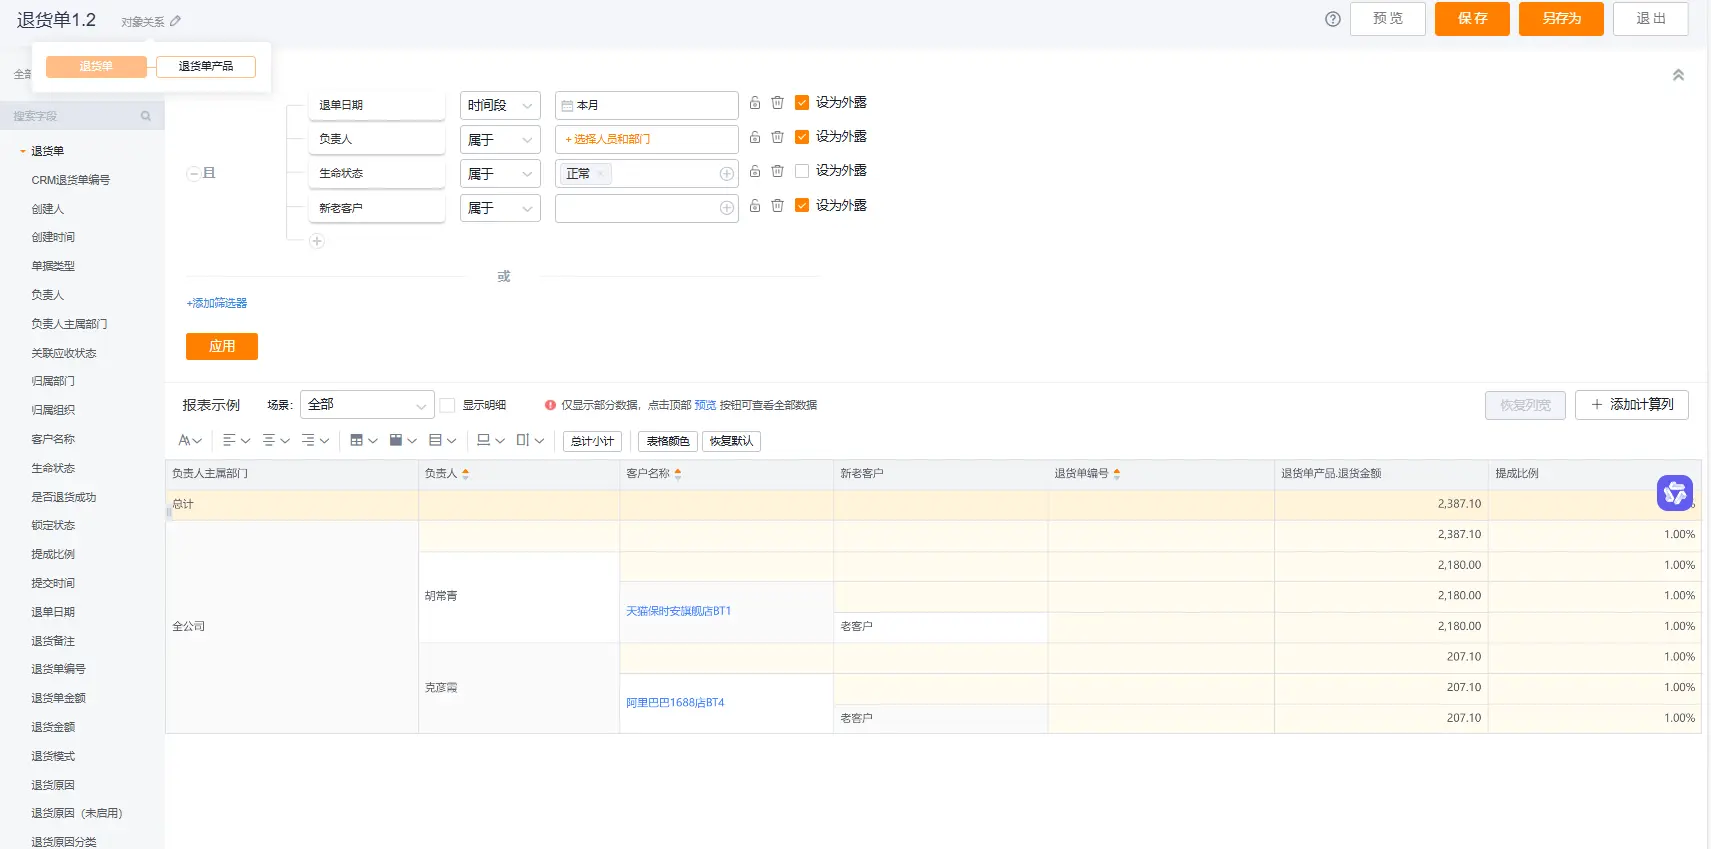 退货单1.2 对象关系 预 览 保 存 另存为 退 出
退货单 退货单产品
全部
搜索字段
退货单
CRM退货单编号
创建人
创建时间
单据类型
负责人
负责人主属部门
关联应收状态
归属部门
归属组织
客户名称
生命状态
是否退货成功
锁定状态
提成比例
提交时间
退单日期
退货备注
退货单编号
退货单金额
退货金额
退货模式
退货原因
退货原因（未启用）
退货原因分类
且
退单日期 时间段 本月 设为外露
负责人 属于 +选择人员和部门 设为外露
生命状态 属于 正常 × 设为外露
新老客户 属于 设为外露
或
+添加筛选器
应用
报表示例 场景: 全部 显示明细 仅显示部分数据，点击顶部 预览 按钮可查看全部数据 恢复列宽 + 添加计算列
A 总计小计 表格颜色 恢复默认
负责人主属部门 负责人 客户名称 新老客户 退货单编号 退货单产品.退货金额 提成比例
总计 2,387.10
2,387.10 1.00%
2,180.00 1.00%
胡常青 2,180.00 1.00%
天猫保时安旗舰店BT1
全公司 老客户 2,180.00 1.00%
207.10 1.00%
克彦霞 207.10 1.00%
阿里巴巴1688店BT4
老客户 207.10 1.00%